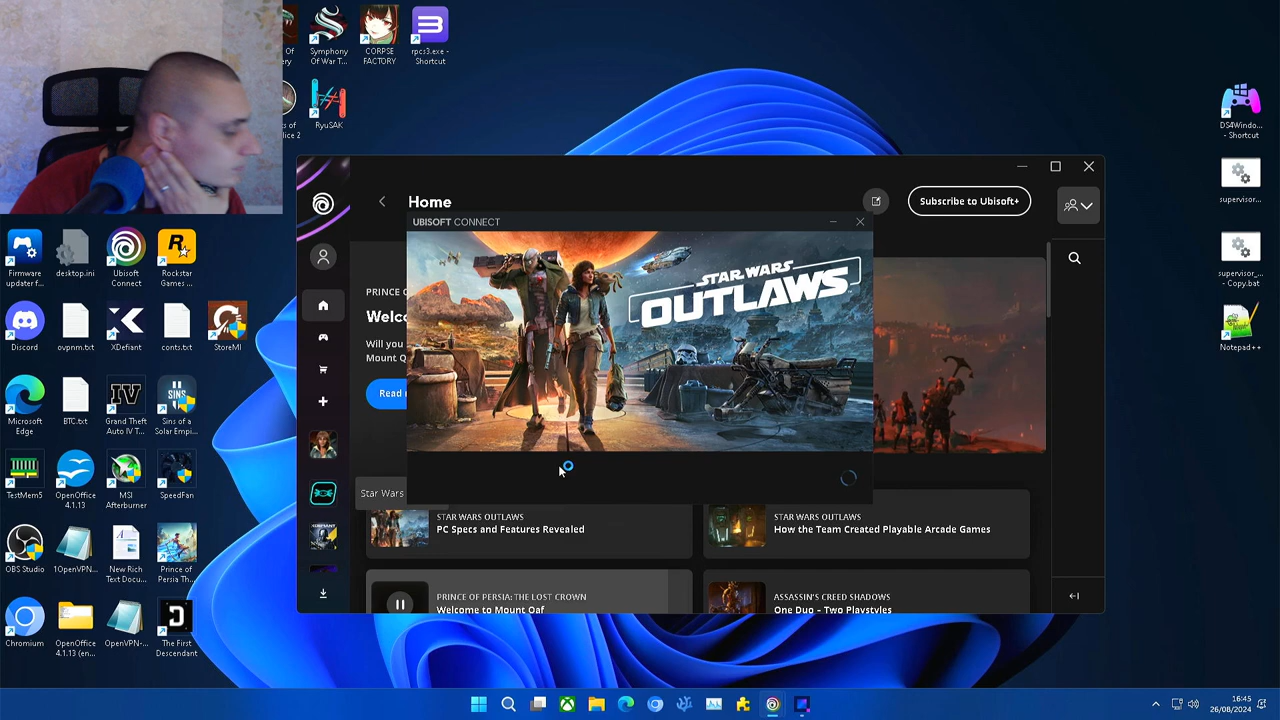 Of
Symphony
Of War T...
CORPSE
FACTORY
rpcs3.exe -
Shortcut
RyuSAK
Firmware
updater f...
desktop.ini
Ubisoft
Connect
Rockstar
Games ...
Discord
ovpnm.txt
XDefiant
conts.txt
StoreMI
Microsoft
Edge
BTC.txt
Grand Theft
Auto IV T...
SINS
Sins of a
Solar Empi...
TestMem5
OpenOffice
4.1.13
MSI
Afterburner
SpeedFan
OBS Studio
1OpenVPN...
New Rich
Text Docu...
Prince of
Persia Th...
Chromium
OpenOffice
4.1.13 (en...
OpenVPN-...
The First
Descendant
DS4Windo...
- Shortcut
supervisor...
supervisor_...
- Copy.bat
Notepad++
Home
Subscribe to Ubisoft+
UBISOFT CONNECT
STAR WARS
OUTLAWS
PRINCE O
Welc
Will you
Mount Q
Read
Star Wars
STAR WARS OUTLAWS
PC Specs and Features Revealed
STAR WARS OUTLAWS
How the Team Created Playable Arcade Games
PRINCE OF PERSIA: THE LOST CROWN
Welcome to Mount Qaf
ASSASSIN'S CREED SHADOWS
One Duo - Two Playstyles
16:45
26/08/2024